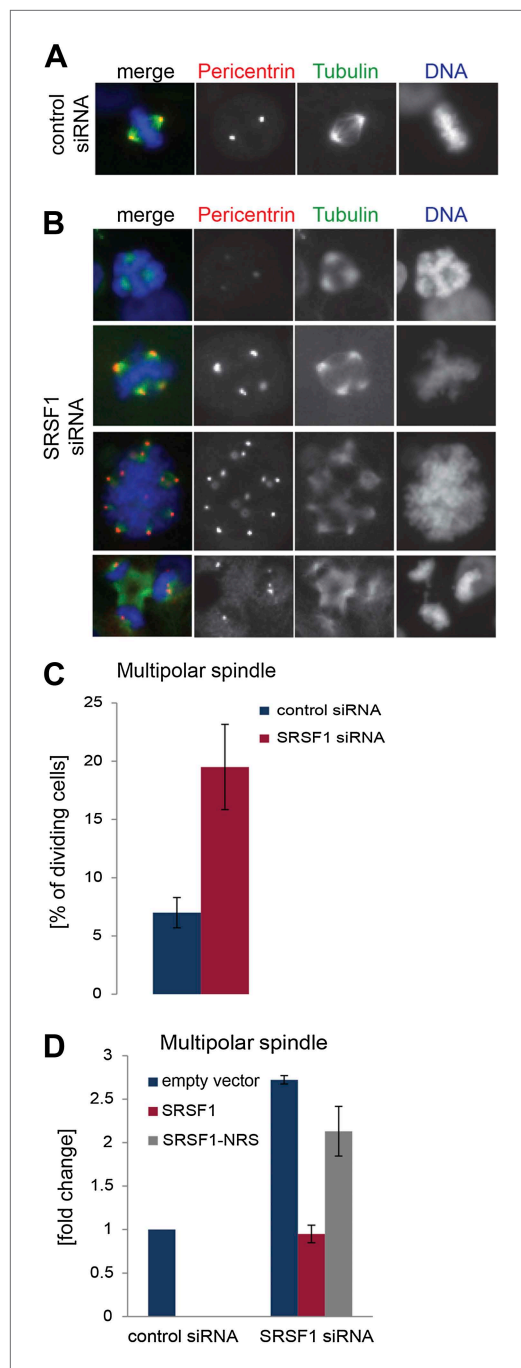 A
merge Pericentrin Tubulin DNA
control
siRNA
B
merge Pericentrin Tubulin DNA
SRSF1
siRNA
C
Multipolar spindle
control siRNA
SRSF1 siRNA
[% of dividing cells]
25
20
15
10
5
0
D
Multipolar spindle
empty vector
SRSF1
SRSF1-NRS
[fold change]
3
2.5
2
1.5
1
0.5
0
control siRNA SRSF1 siRNA